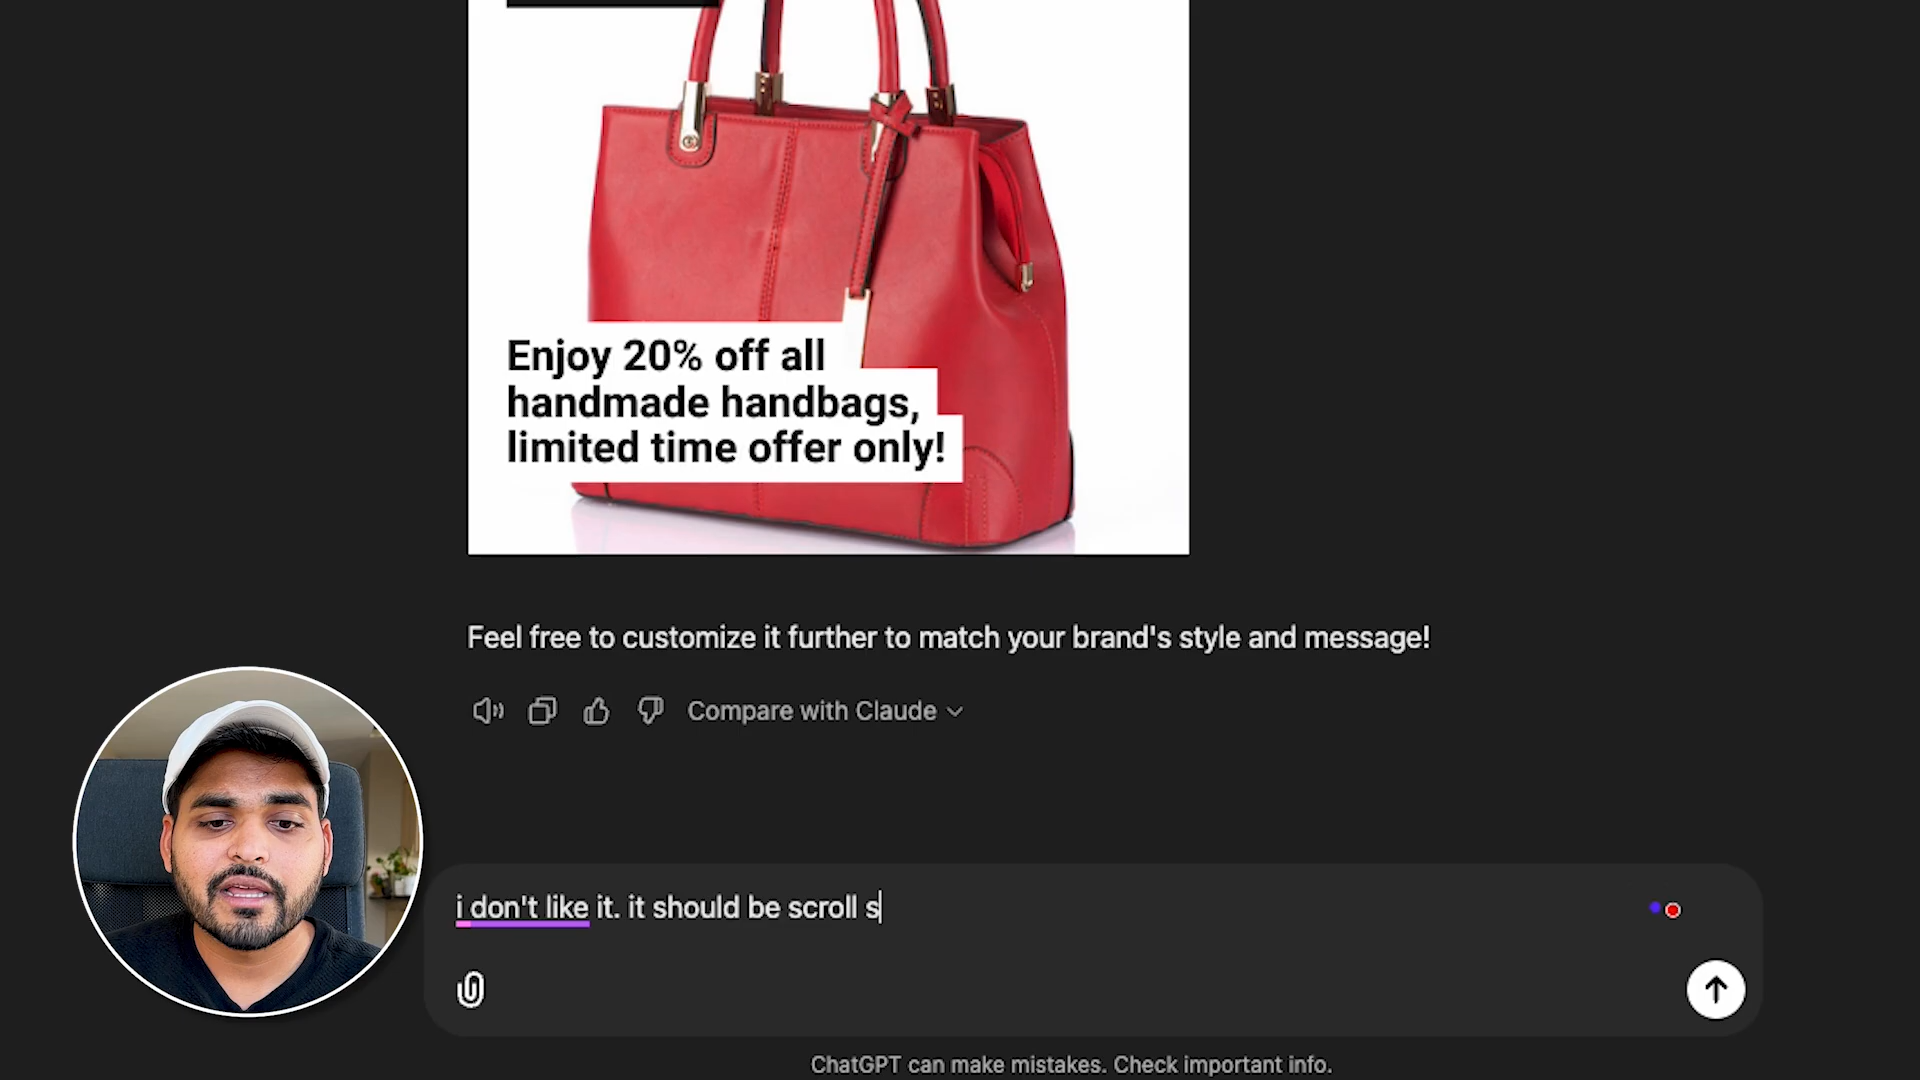 Enjoy 20% off all
handmade handbags,
limited time offer only!
Feel free to customize it further to match your brand's style and message!
Compare with Claude
i don't like it. it should be scroll s
ChatGPT can make mistakes. Check important info.